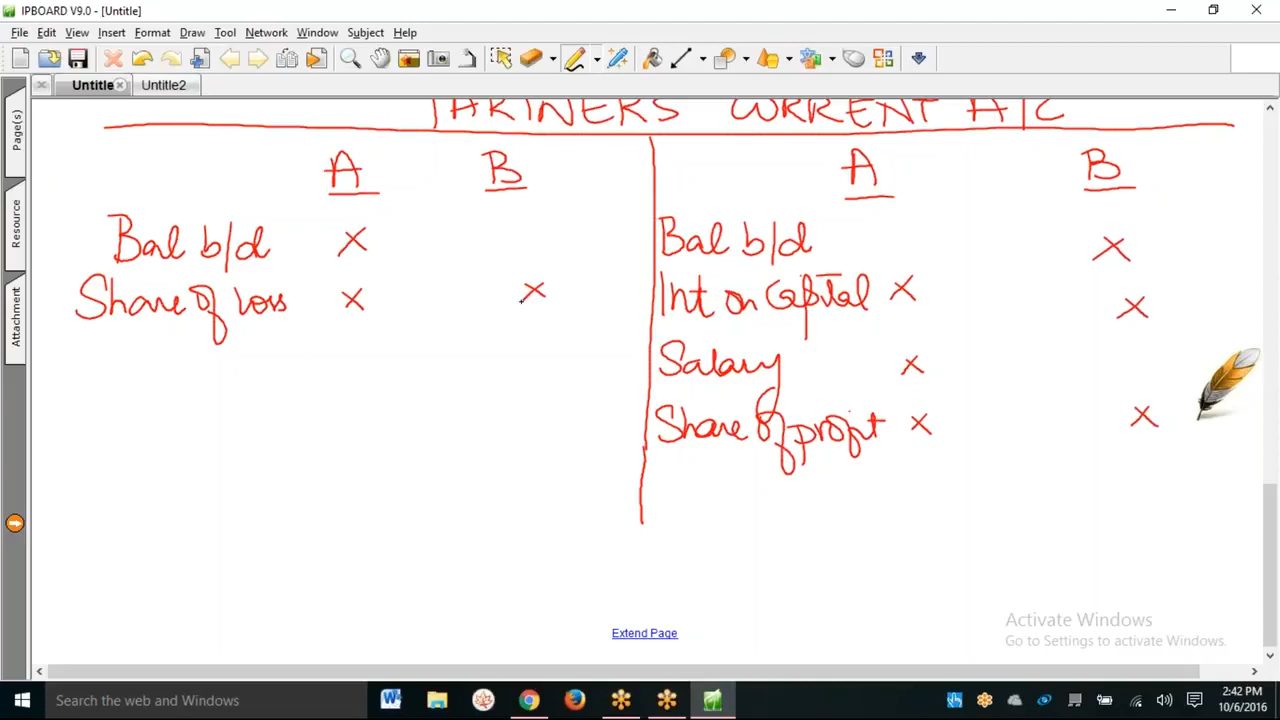 IPBOARD V9.0 - [Untitle]
File Edit View Insert Format Draw Tool Network Window Subject Help
Untitle Untitle2
Page(s)
Resource
Attachment
PARTNERS CURRENT A/C
A B A B
Bal b/d X Bal b/d X
Share of loss X X Int on Capital X X
Salary X
Share of profit X X
Extend Page
Activate Windows
Go to Settings to activate Windows.
Search the web and Windows
2:42 PM
10/6/2016